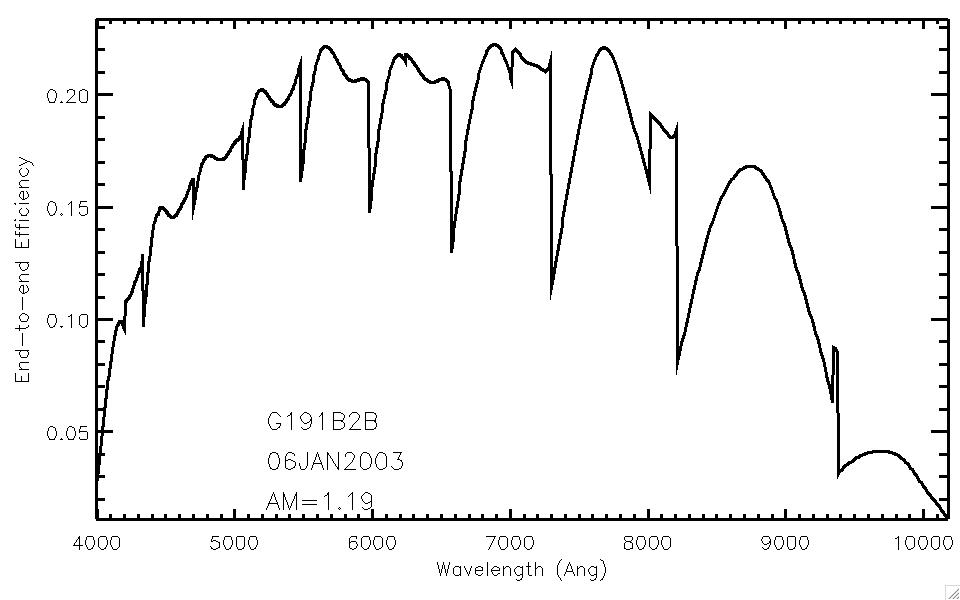 End-to-end Efficiency
0.20
0.15
0.10
0.05
G191B2B
06JAN2003
AM=1.19
4000 5000 6000 7000 8000 9000 10000
Wavelength (Ang)